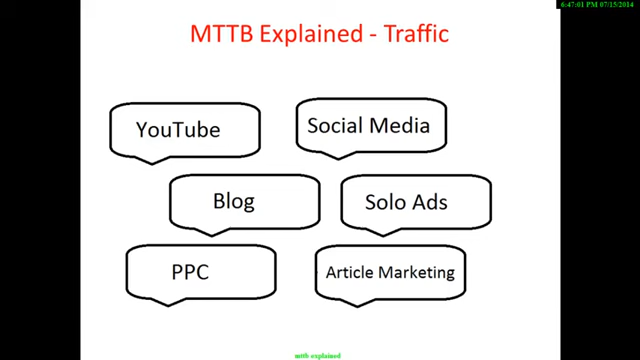 6:47:01 PM 07/15/2014
MTTB Explained - Traffic
YouTube
Social Media
Blog
Solo Ads
PPC
Article Marketing
mttb explained